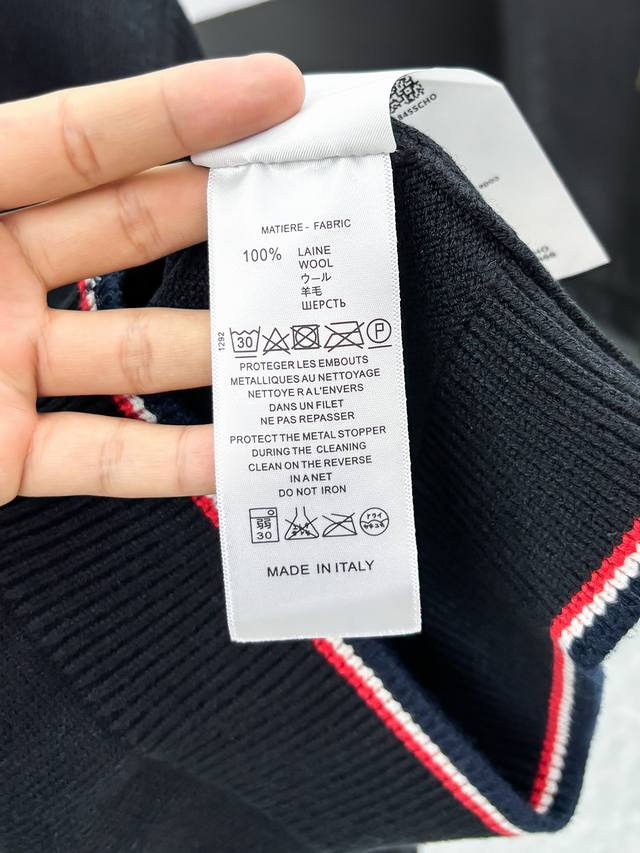 84SSCHO
MATIERE - FABRIC
100% LAINE
WOOL
ウール
羊毛
ШЕРСТЬ
1292
30
P
PROTEGER LES EMBOUTS
METALLIQUES AU NETTOYAGE
NETTOYER A L'ENVERS
DANS UN FILET
NE PAS REPASSER
PROTECT THE METAL STOPPER
DURING THE CLEANING
CLEAN ON THE REVERSE
IN A NET
DO NOT IRON
弱
30
MADE IN ITALY